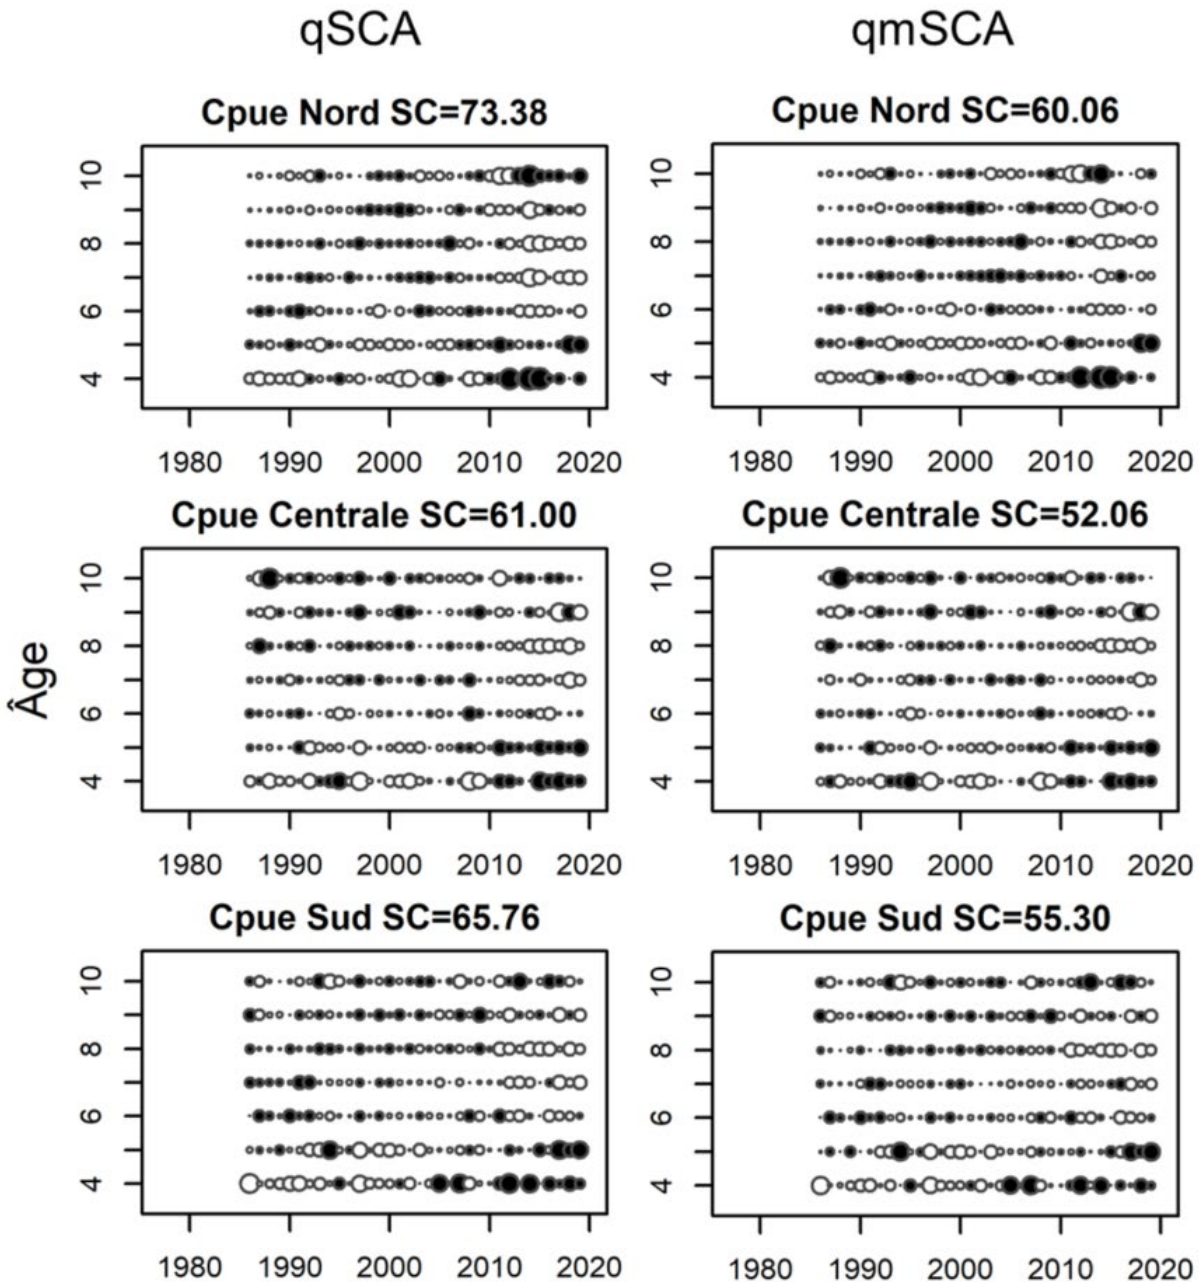 qSCA qmSCA
Cpue Nord SC=73.38 Cpue Nord SC=60.06
10 10
8 8
6 6
4 4
1980 1990 2000 2010 2020 1980 1990 2000 2010 2020
Cpue Centrale SC=61.00 Cpue Centrale SC=52.06
10 10
8 8
Âge
6 6
4 4
1980 1990 2000 2010 2020 1980 1990 2000 2010 2020
Cpue Sud SC=65.76 Cpue Sud SC=55.30
10 10
8 8
6 6
4 4
1980 1990 2000 2010 2020 1980 1990 2000 2010 2020